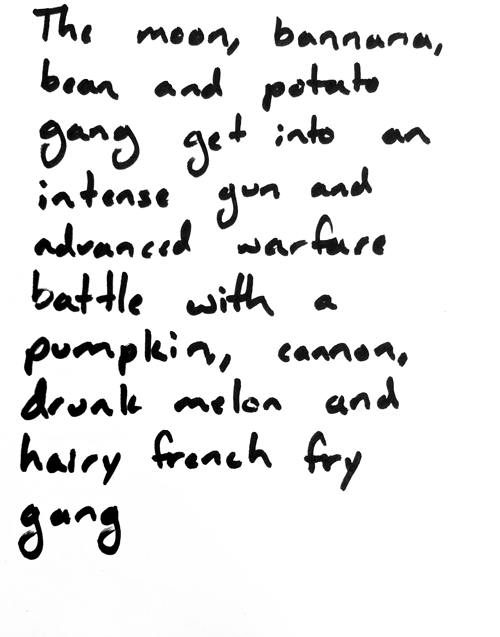 The moon, bannana,
bean and potato
gang get into an
intense gun and
advanced warfare
battle with a
pumpkin, cannon,
drunk melon and
hairy french fry
gang